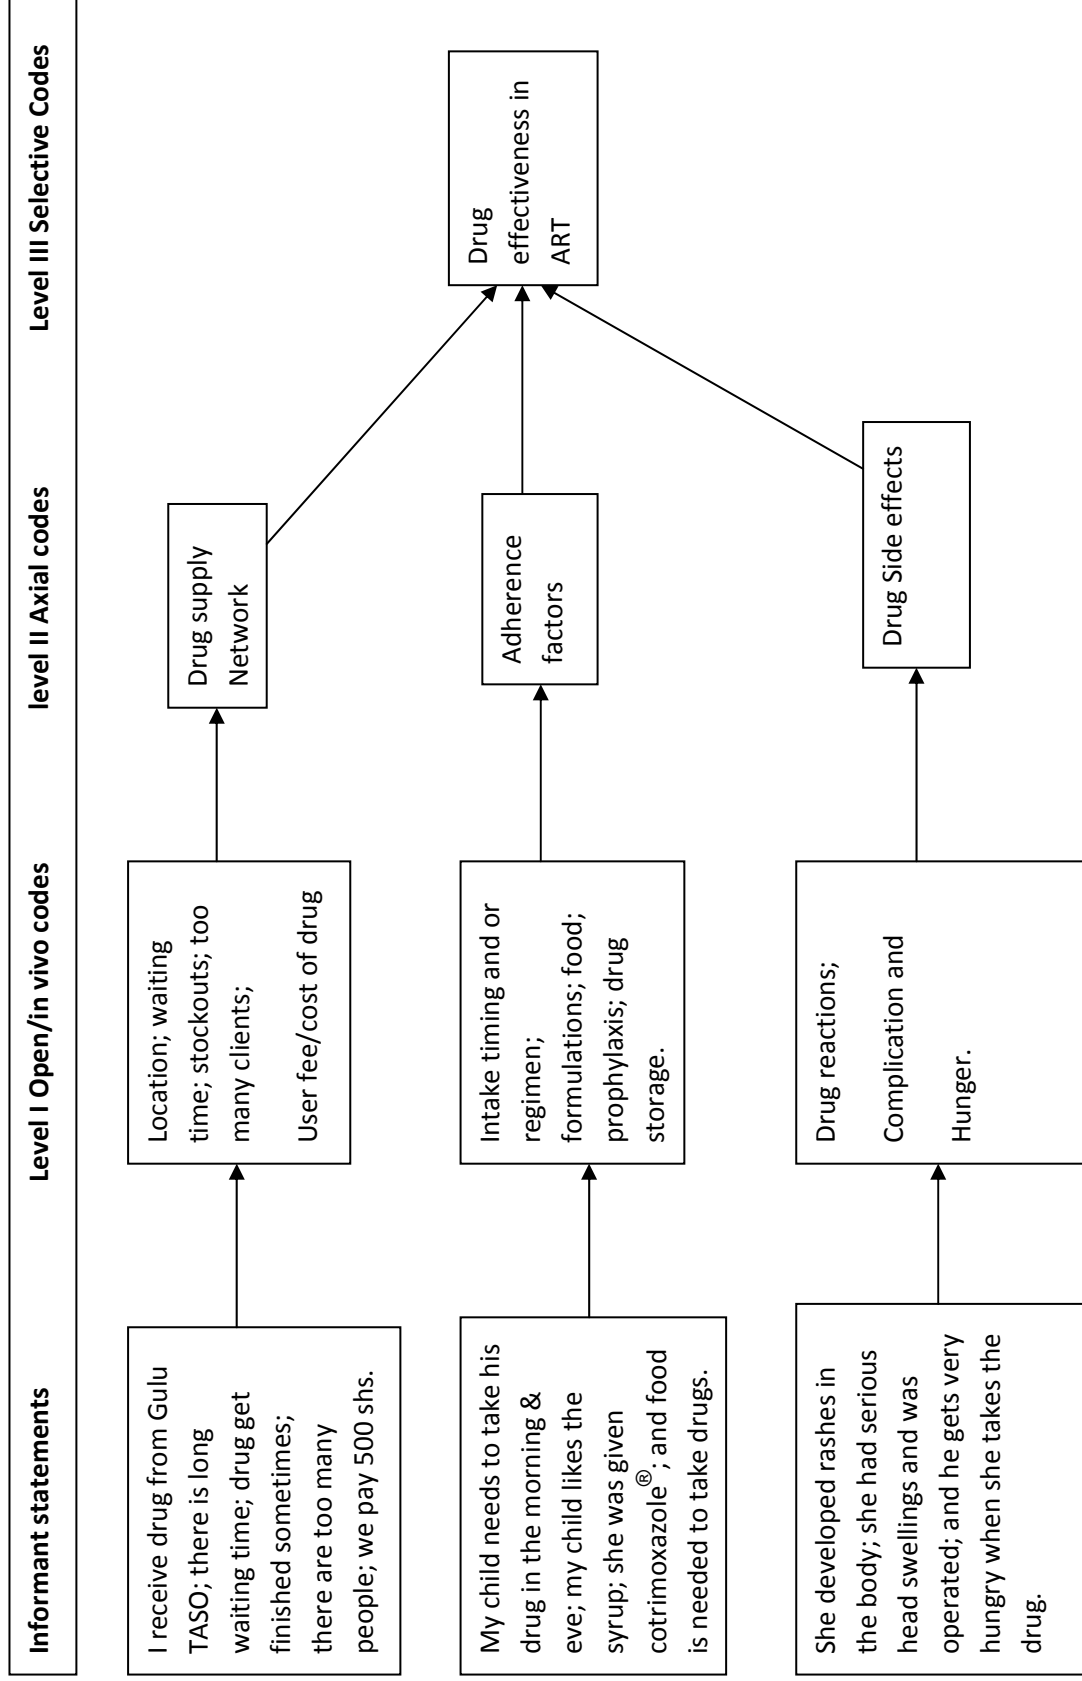 Informant statements
Level I Open/in vivo codes
level II Axial codes
Level III Selective Codes
I receive drug from Gulu
TASO; there is long
waiting time; drug get
finished sometimes;
there are too many
people; we pay 500 shs.
Location; waiting
time; stockouts; too
many clients;
User fee/cost of drug
Drug supply
Network
My child needs to take his
drug in the morning &
eve; my child likes the
syrup; she was given
cotrimoxazole®; and food
is needed to take drugs.
Intake timing and or
regimen;
formulations; food;
prophylaxis; drug
storage.
Adherence
factors
Drug
effectiveness in
ART
She developed rashes in
the body; she had serious
head swellings and was
operated; and he gets very
hungry when she takes the
drug.
Drug reactions;
Complication and
Hunger.
Drug Side effects